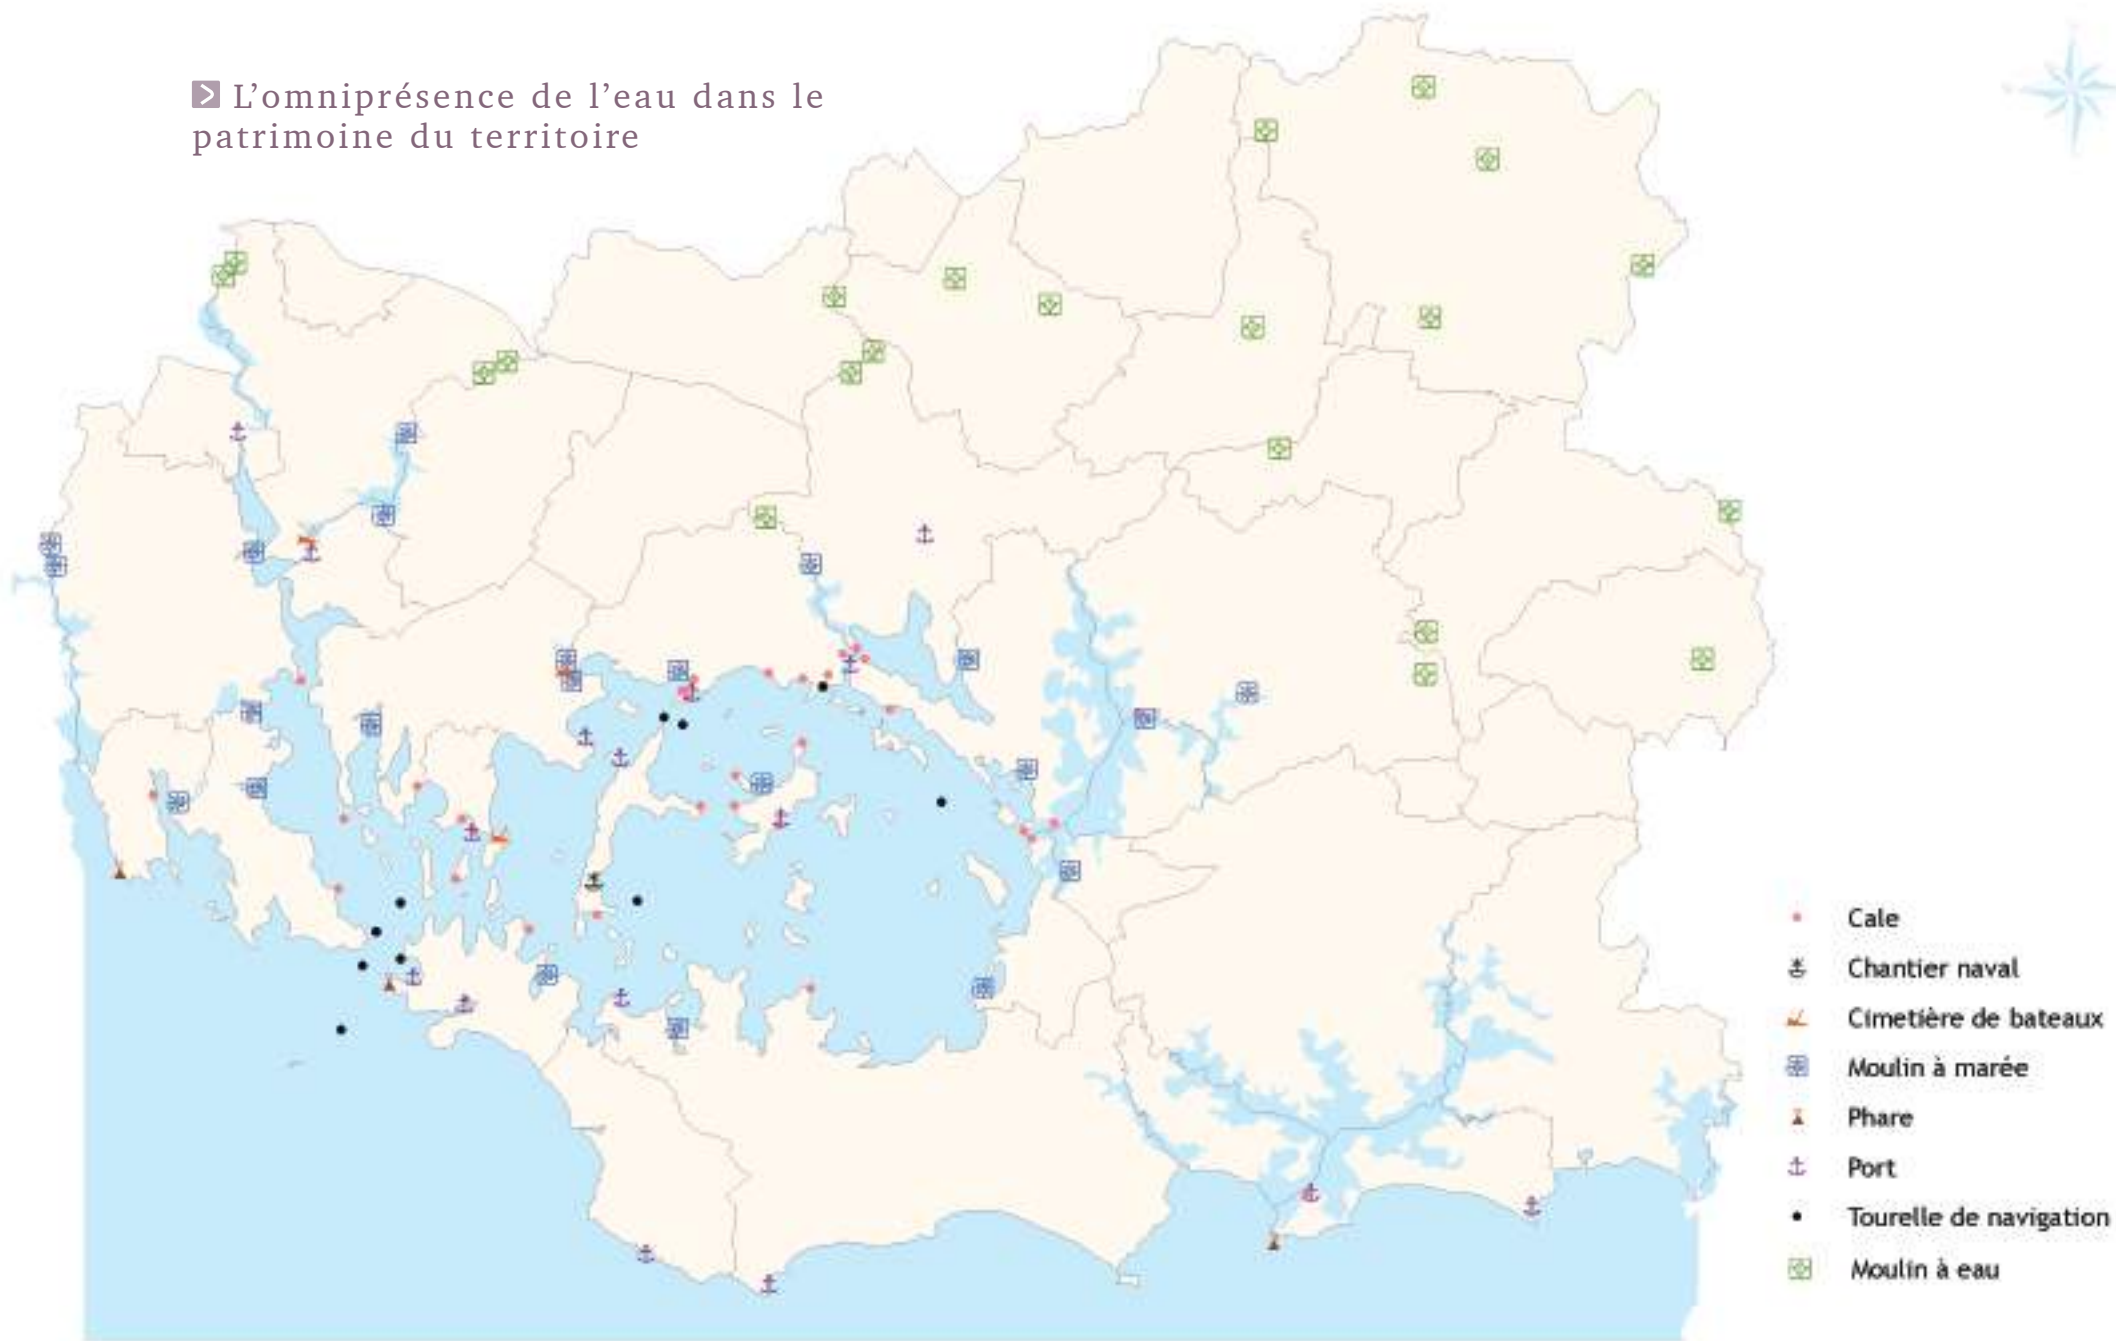 L’omniprésence de l’eau dans le
patrimoine du territoire
Cale
Chantier naval
Cimetière de bateaux
Moulin à marée
Phare
Port
Tourelle de navigation
Moulin à eau